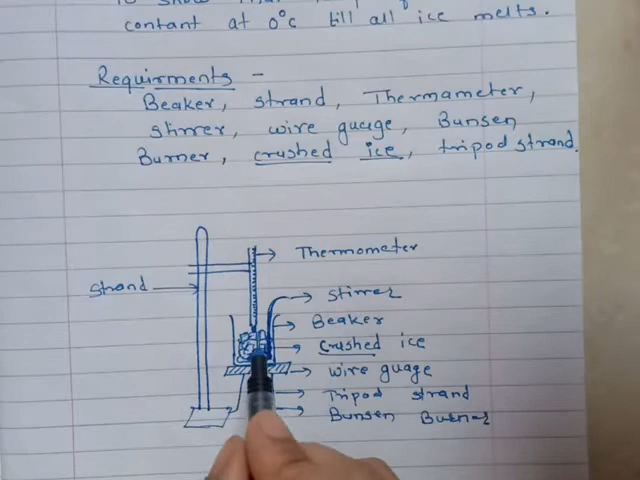 contant at 0°c till all ice melts.
Requirments -
Beaker, strand, Thermameter,
stirrer, wire guage, Bunsen
Burner, crushed ice, tripod strand.
Thermometer
Strand
Stirrer
Beaker
crushed ice
wire guage
Tripod strand
Bunsen Burner